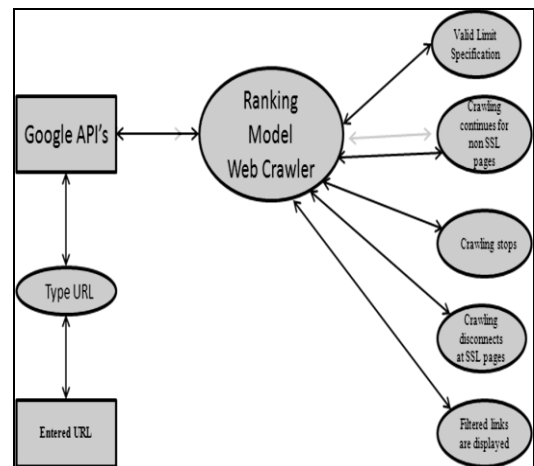 Valid Limit
Specification
Ranking
Model
Web Crawler
Google API's
Crawling
continues for
non SSL
pages
Crawling stops
Type URL
Crawling
disconnects
at SSL pages
Entered URL
Filtered links
are displayed